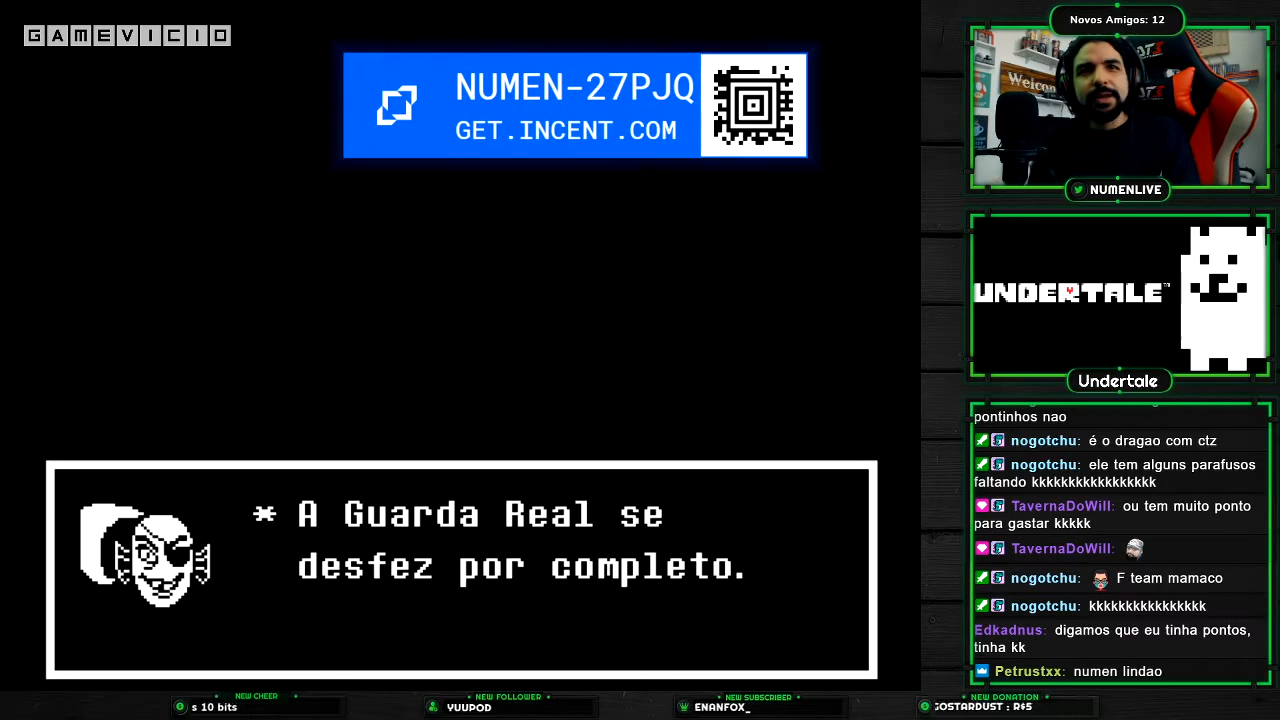 GAMEVICIO
NUMEN-27PJQ
GET.INCENT.COM
* A Guarda Real se
desfez por completo.
Novos Amigos: 12
Welcom
NUMENLIVE
UNDERTALE™
Undertale
pontinhos nao
nogotchu: é o dragao com ctz
nogotchu: ele tem alguns parafusos
faltando kkkkkkkkkkkkkkkkk
TavernaDoWill: ou tem muito ponto
para gastar kkkkk
TavernaDoWill:
nogotchu: F team mamaco
nogotchu: kkkkkkkkkkkkkkkk
Edkadnus: digamos que eu tinha pontos,
tinha kk
Petrustxx: numen lindao
NEW CHEER
s 10 bits
NEW FOLLOWER
YUUPOD
NEW SUBSCRIBER
ENANFOX_
NEW DONATION
GOSTARDUST : R$5